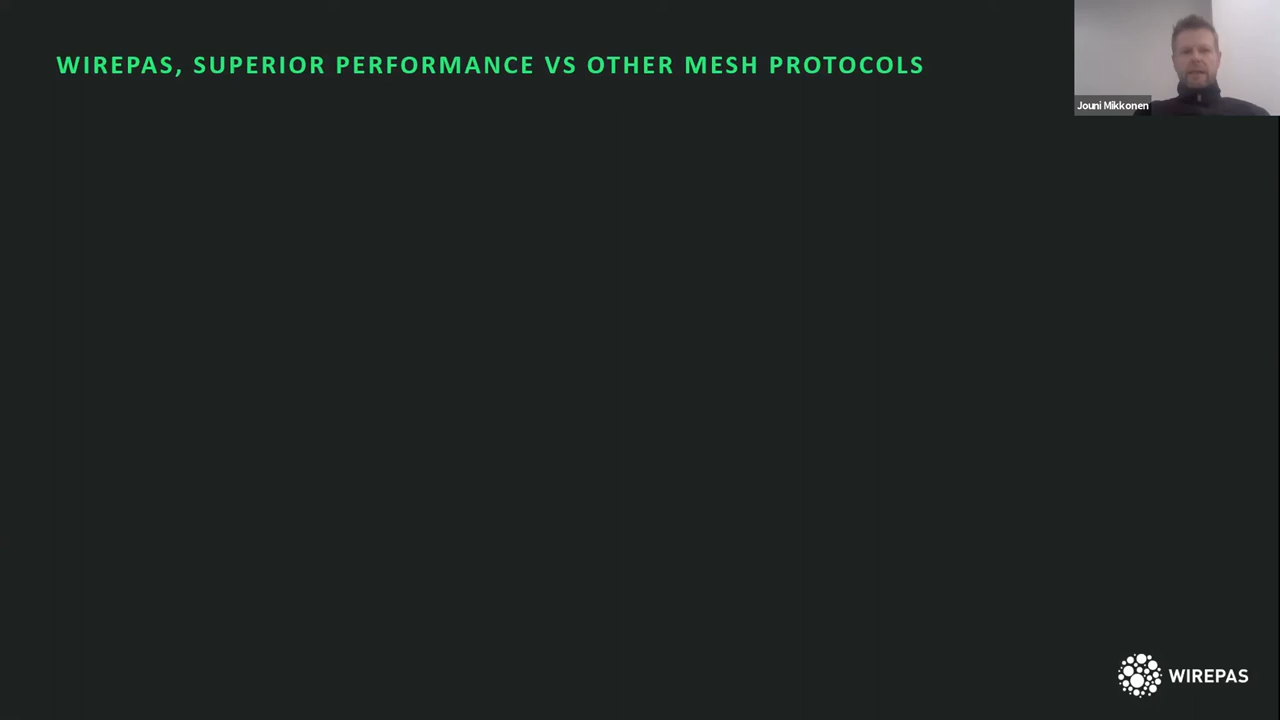 WIREPAS, SUPERIOR PERFORMANCE VS OTHER MESH PROTOCOLS
Jouni Mikkonen
WIREPAS